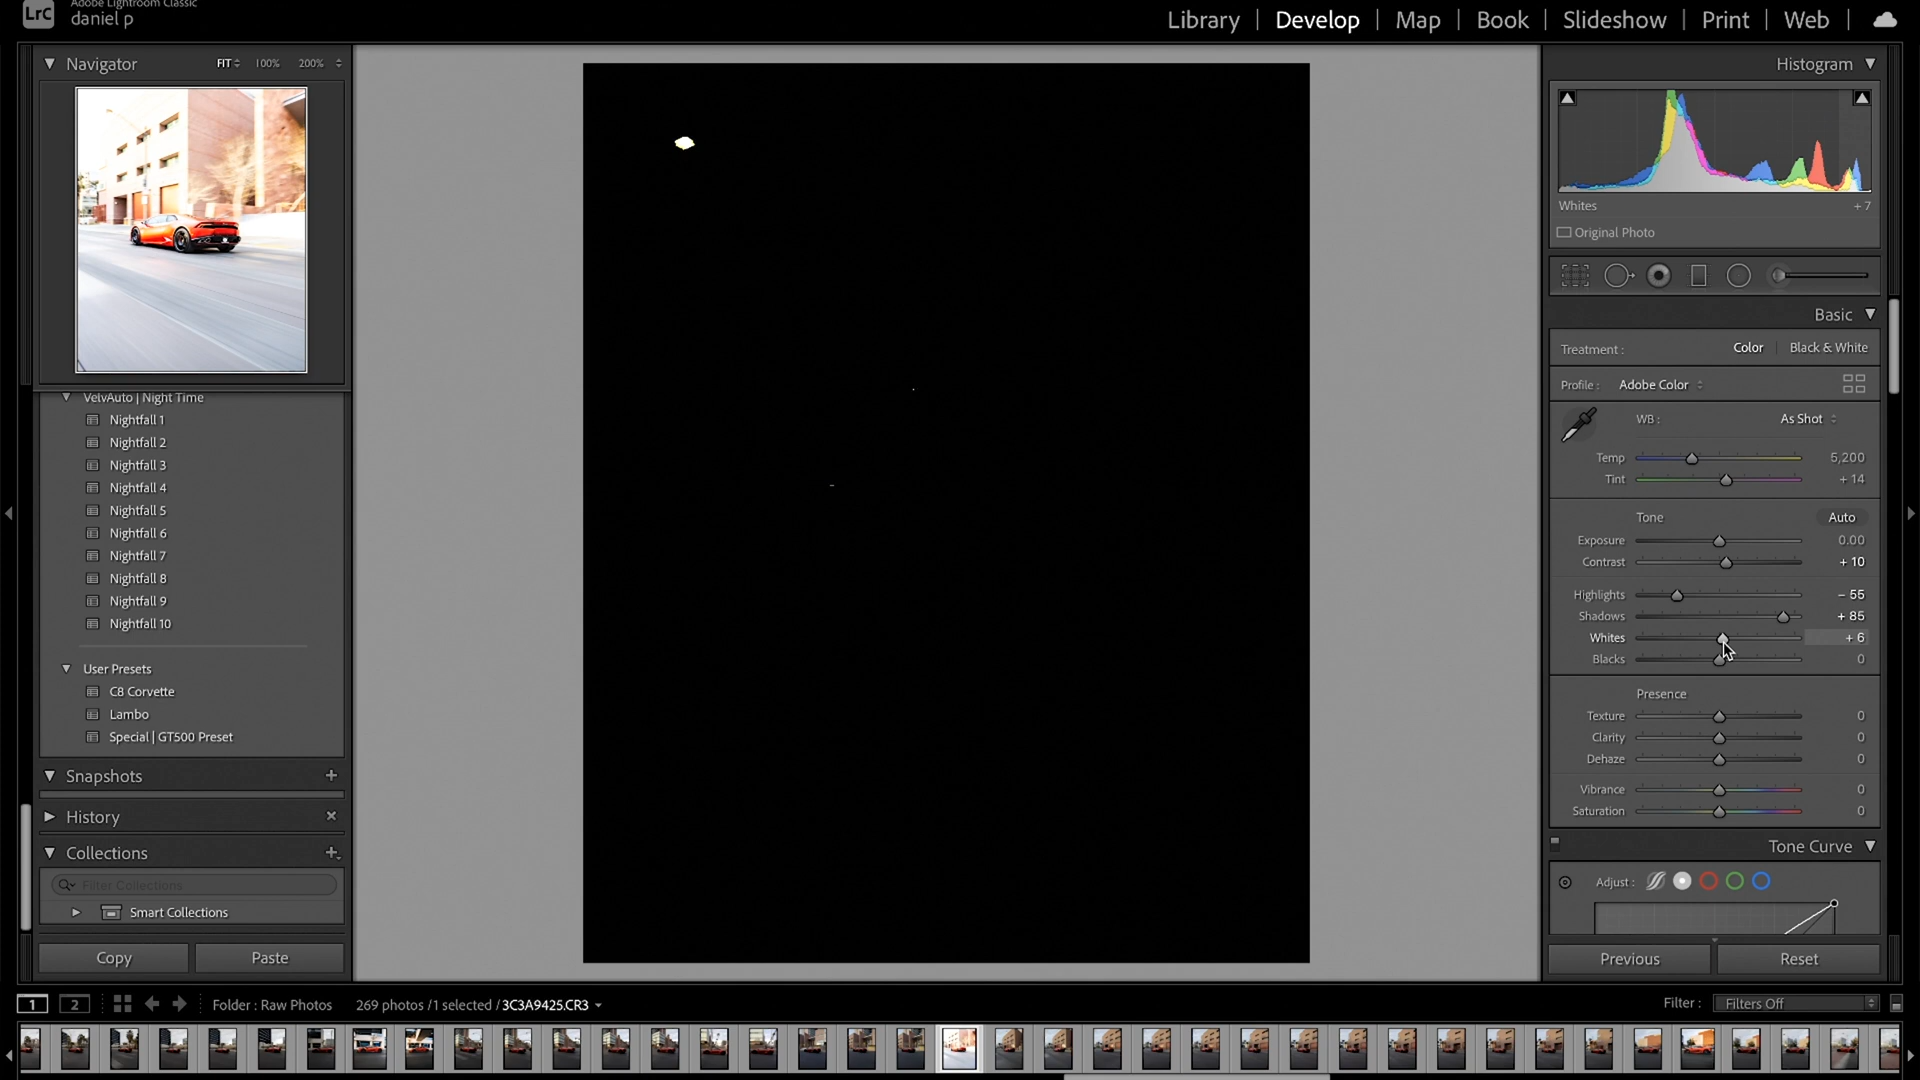 LrC
Adobe Lightroom Classic
daniel p
Library | Develop | Map | Book | Slideshow | Print | Web |
Navigator
FIT
100%
200%
VelvAuto | Night Time
Nightfall 1
Nightfall 2
Nightfall 3
Nightfall 4
Nightfall 5
Nightfall 6
Nightfall 7
Nightfall 8
Nightfall 9
Nightfall 10
User Presets
C8 Corvette
Lambo
Special | GT500 Preset
Snapshots
History
Collections
Filter Collections
Smart Collections
Copy
Paste
Histogram
Whites + 7
Original Photo
Basic
Treatment : Color | Black & White
Profile : Adobe Color
WB : As Shot
Temp 5,200
Tint + 14
Tone Auto
Exposure 0.00
Contrast + 10
Highlights − 55
Shadows + 85
Whites + 6
Blacks 0
Presence
Texture 0
Clarity 0
Dehaze 0
Vibrance 0
Saturation 0
Tone Curve
Adjust :
Previous
Reset
1
2
Folder : Raw Photos
269 photos /1 selected /3C3A9425.CR3
Filter : Filters Off